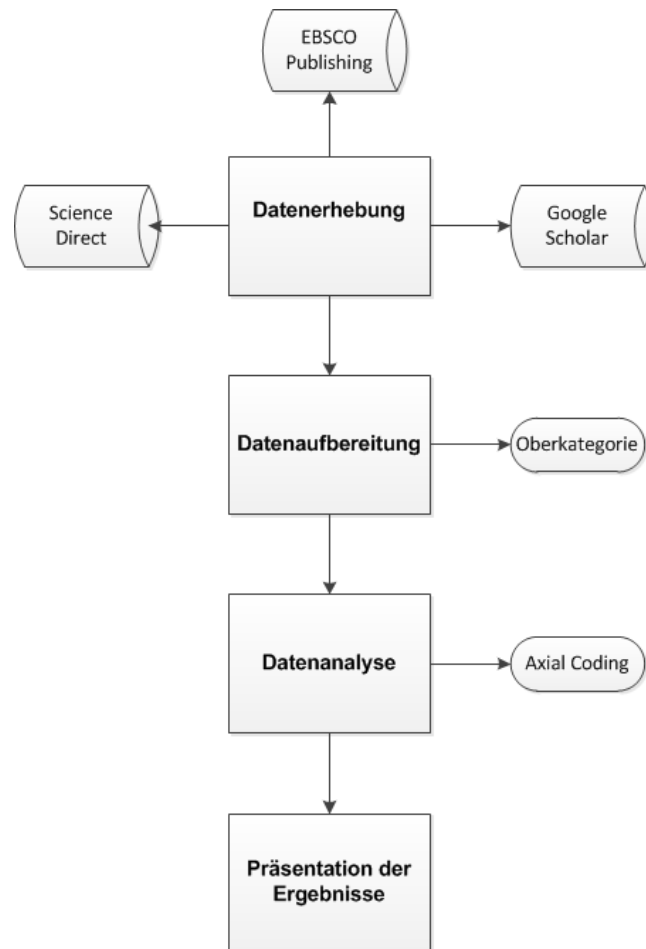 EBSCO
Publishing
Science
Direct
Datenerhebung
Google
Scholar
Datenaufbereitung
Oberkategorie
Datenanalyse
Axial Coding
Präsentation der
Ergebnisse